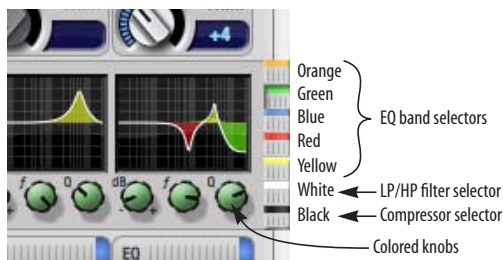 +4
Orange
Green
Blue
Red
Yellow
White
Black
EQ band selectors
LP/HP filter selector
Compressor selector
Colored knobs
f
Q
dB
f
Q
- +
EQ